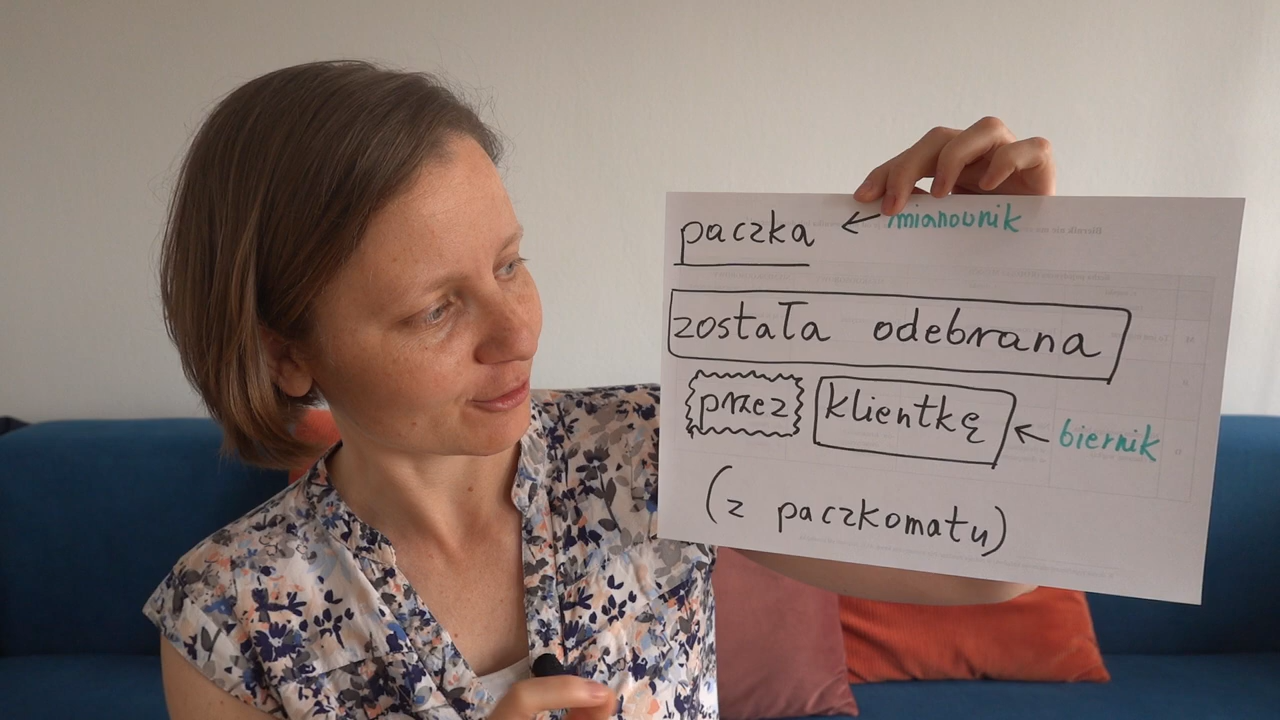 paczka ← mianownik
została odebrana
przez klientkę ← biernik
(z paczkomatu)